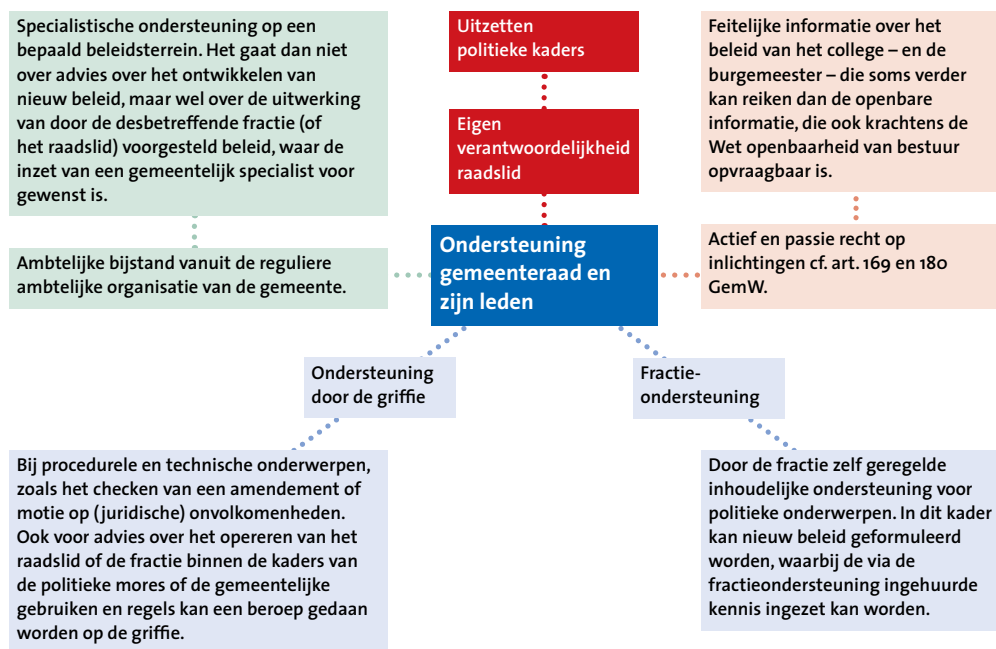 Specialistische ondersteuning op een
bepaald beleidsterrein. Het gaat dan niet
over advies over het ontwikkelen van
nieuw beleid, maar wel over de uitwerking
van door de desbetreffende fractie (of
het raadslid) voorgesteld beleid, waar de
inzet van een gemeentelijk specialist voor
gewenst is.
Uitzetten
politieke kaders
Feitelijke informatie over het
beleid van het college – en de
burgemeester – die soms verder
kan reiken dan de openbare
informatie, die ook krachtens de
Wet openbaarheid van bestuur
opvraagbaar is.
Eigen
verantwoordelijkheid
raadslid
Ambtelijke bijstand vanuit de reguliere
ambtelijke organisatie van de gemeente.
Ondersteuning
gemeenteraad en
zijn leden
Actief en passie recht op
inlichtingen cf. art. 169 en 180
GemW.
Ondersteuning
door de griffie
Fractie-
ondersteuning
Bij procedurele en technische onderwerpen,
zoals het checken van een amendement of
motie op (juridische) onvolkomenheden.
Ook voor advies over het opereren van het
raadslid of de fractie binnen de kaders van
de politieke mores of de gemeentelijke
gebruiken en regels kan een beroep gedaan
worden op de griffie.
Door de fractie zelf geregelde
inhoudelijke ondersteuning voor
politieke onderwerpen. In dit kader
kan nieuw beleid geformuleerd
worden, waarbij de via de
fractieondersteuning ingehuurde
kennis ingezet kan worden.